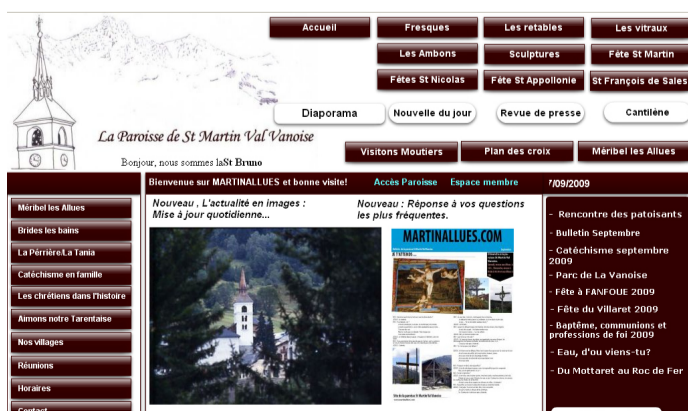 Accueil
Fresques
Les retables
Les vitraux
Les Ambons
Sculptures
Fête St Martin
Fêtes St Nicolas
Fête St Appollonie
St François de Sales
Diaporama
Nouvelle du jour
Revue de presse
Cantilène
La Paroisse de St Martin Val Vanoise
Visitons Moutiers
Plan des croix
Méribel les Allues
Bonjour, nous sommes laSt Bruno
Bienvenue sur MARTINALLUES et bonne visite!
Accès Paroisse
Espace membre
/09/2009
Méribel les Allues
Brides les bains
La Pérrière/La Tania
Catéchisme en famille
Les chrétiens dans l'histoire
Aimons notre Tarentaise
Nos villages
Réunions
Horaires
Contact
Nouveau , L'actualité en images :
Mise à jour quotidienne...
Nouveau : Réponse à vos questions
les plus fréquentes.
MARTINALLUES.COM
- Rencontre des patoisants
- Bulletin Septembre
- Catéchisme septembre
2009
- Parc de La Vanoise
- Fête à FANFOUE 2009
- Fête du Villaret 2009
- Baptême, communions et
professions de foi 2009
- Eau, d'ou viens-tu?
- Du Mottaret au Roc de Fer